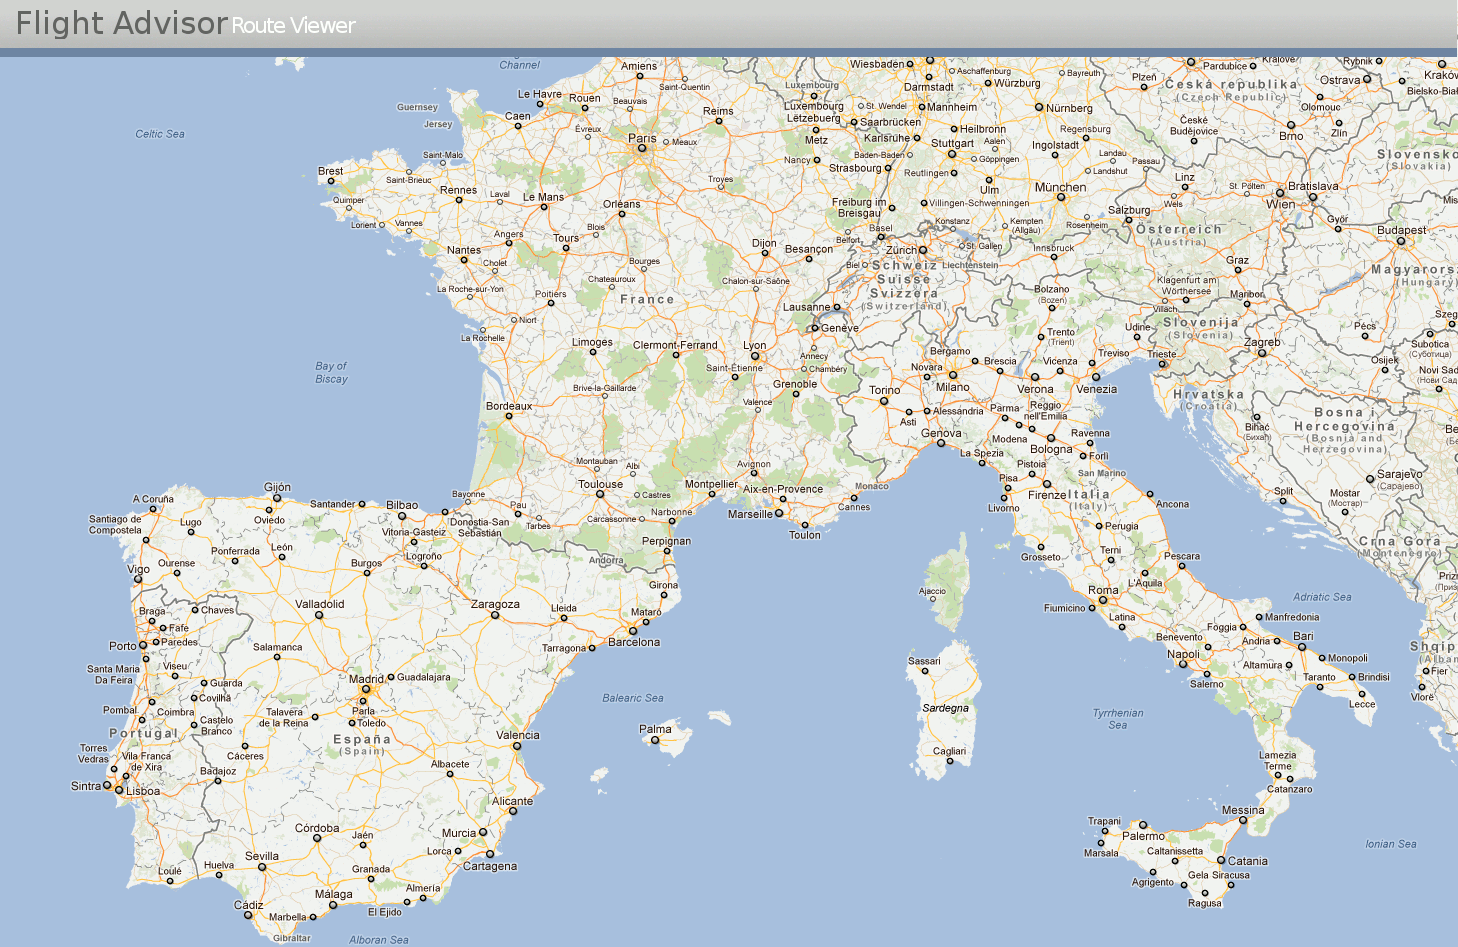 Flight Advisor Route Viewer
English
Channel
Celtic Sea
Guernsey
Jersey
Bay of
Biscay
Amiens
Saint-Quentin
Le Havre
Rouen
Beauvais
Caen
Évreux
Reims
Paris
Meaux
Luxembourg
Luxembourg
Lëtzebuerg
Metz
Nancy
Wiesbaden
Aschaffenburg
Bayreuth
Darmstadt
Würzburg
St. Wendel
Mannheim
Saarbrücken
Nürnberg
Karlsruhe
Heilbronn
Regensburg
Stuttgart
Aalen
Ingolstadt
Baden-Baden
Göppingen
Landau
Strasbourg
Reutlingen
Landshut
Passau
Ulm
München
Freiburg im
Breisgau
Villingen-Schwenningen
Konstanz
Kempten
(Allgäu)
Rosenheim
Salzburg
Plzeň
Pardubice
Králové
Rybnik
Ostrava
Kraków
Bielsko-Biała
Česká republika
(Czech Republic)
Olomouc
České
Budějovice
Brno
Zlin
Slovensko
(Slovakia)
Linz
St. Pölten
Bratislava
Wels
Wien
Győr
Österreich
(Austria)
Budapest
Innsbruck
Graz
Magyarország
(Hungary)
Klagenfurt am
Wörthersee
Villach
Maribor
Saint-Malo
Brest
Saint-Brieuc
Quimper
Rennes
Laval
Le Mans
Lorient
Vannes
Troyes
Orléans
Angers
Tours
Blois
Nantes
Cholet
Bourges
Dijon
Besançon
Belfort
Basel
Zürich
St. Gallen
Biel
Schweiz
Suisse
Svizzera
(Switzerland)
Liechtenstein
La Roche-sur-Yon
Poitiers
Chateauroux
Chalon-sur-Saône
France
Lausanne
Genève
Niort
La Rochelle
Limoges
Clermont-Ferrand
Lyon
Annecy
Chambéry
Saint-Étienne
Grenoble
Brive-la-Gaillarde
Valence
Bordeaux
Bolzano
(Bozen)
Trento
(Trient)
Udine
Slovenija
(Slovenia)
Zagreb
Pécs
Szeged
Subotica
(Суботица)
Osijek
Novi Sad
(Нови Сад)
Bergamo
Brescia
Vicenza
Treviso
Trieste
Novara
Milano
Verona
Venezia
Torino
Asti
Alessandria
Parma
Reggio
nell'Emilia
Hrvatska
(Croatia)
Bosna i
Hercegovina
(Bosnia and
Herzegovina)
Bihać
(Бихаћ)
Genova
Modena
Ravenna
Bologna
Forlì
La Spezia
Pistoia
San Marino
Sarajevo
(Сарајево)
Montauban
Albi
Avignon
Toulouse
Castres
Montpellier
Aix-en-Provence
Monaco
Cannes
Pisa
Livorno
Firenze
Italia
(Italy)
Ancona
Split
Mostar
(Мостар)
Bayonne
Pau
Tarbes
Carcassonne
Narbonne
Marseille
Toulon
Perugia
Crna Gora
(Montenegro)
A Coruña
Gijón
Santander
Bilbao
Santiago de
Compostela
Lugo
Oviedo
Donostia-San
Sebastián
Vitoria-Gasteiz
Perpignan
Grosseto
Terni
Pescara
Ponferrada
León
Logroño
Andorra
Vigo
Ourense
Burgos
Girona
Ajaccio
L'Aquila
Roma
Adriatic Sea
Braga
Chaves
Valladolid
Zaragoza
Lleida
Mataró
Fiumicino
Latina
Manfredonia
Fafe
Foggia
Porto
Paredes
Salamanca
Barcelona
Tarragona
Benevento
Andria
Bari
Napoli
Monopoli
Shqip
Santa Maria
Da Feira
Viseu
Sassari
Altamura
Fier
Guarda
Madrid
Guadalajara
Salerno
Taranto
Brindisi
Vlorë
Covilhã
Balearic Sea
Lecce
Pombal
Coimbra
Parla
Toledo
Talavera
de la Reina
Castelo
Branco
Sardegna
Tyrrhenian
Sea
Palma
Portugal
España
(Spain)
Valencia
Torres
Vedras
Vila Franca
de Xira
Cáceres
Cagliari
Lamezia
Terme
Badajoz
Albacete
Sintra
Lisboa
Catanzaro
Alicante
Messina
Trapani
Córdoba
Jaén
Murcia
Palermo
Marsala
Ionian Sea
Lorca
Caltanissetta
Sevilla
Cartagena
Catania
Loulé
Huelva
Granada
Agrigento
Gela
Siracusa
Málaga
Almería
Ragusa
Cádiz
El Ejido
Marbella
Gibraltar
Alboran Sea